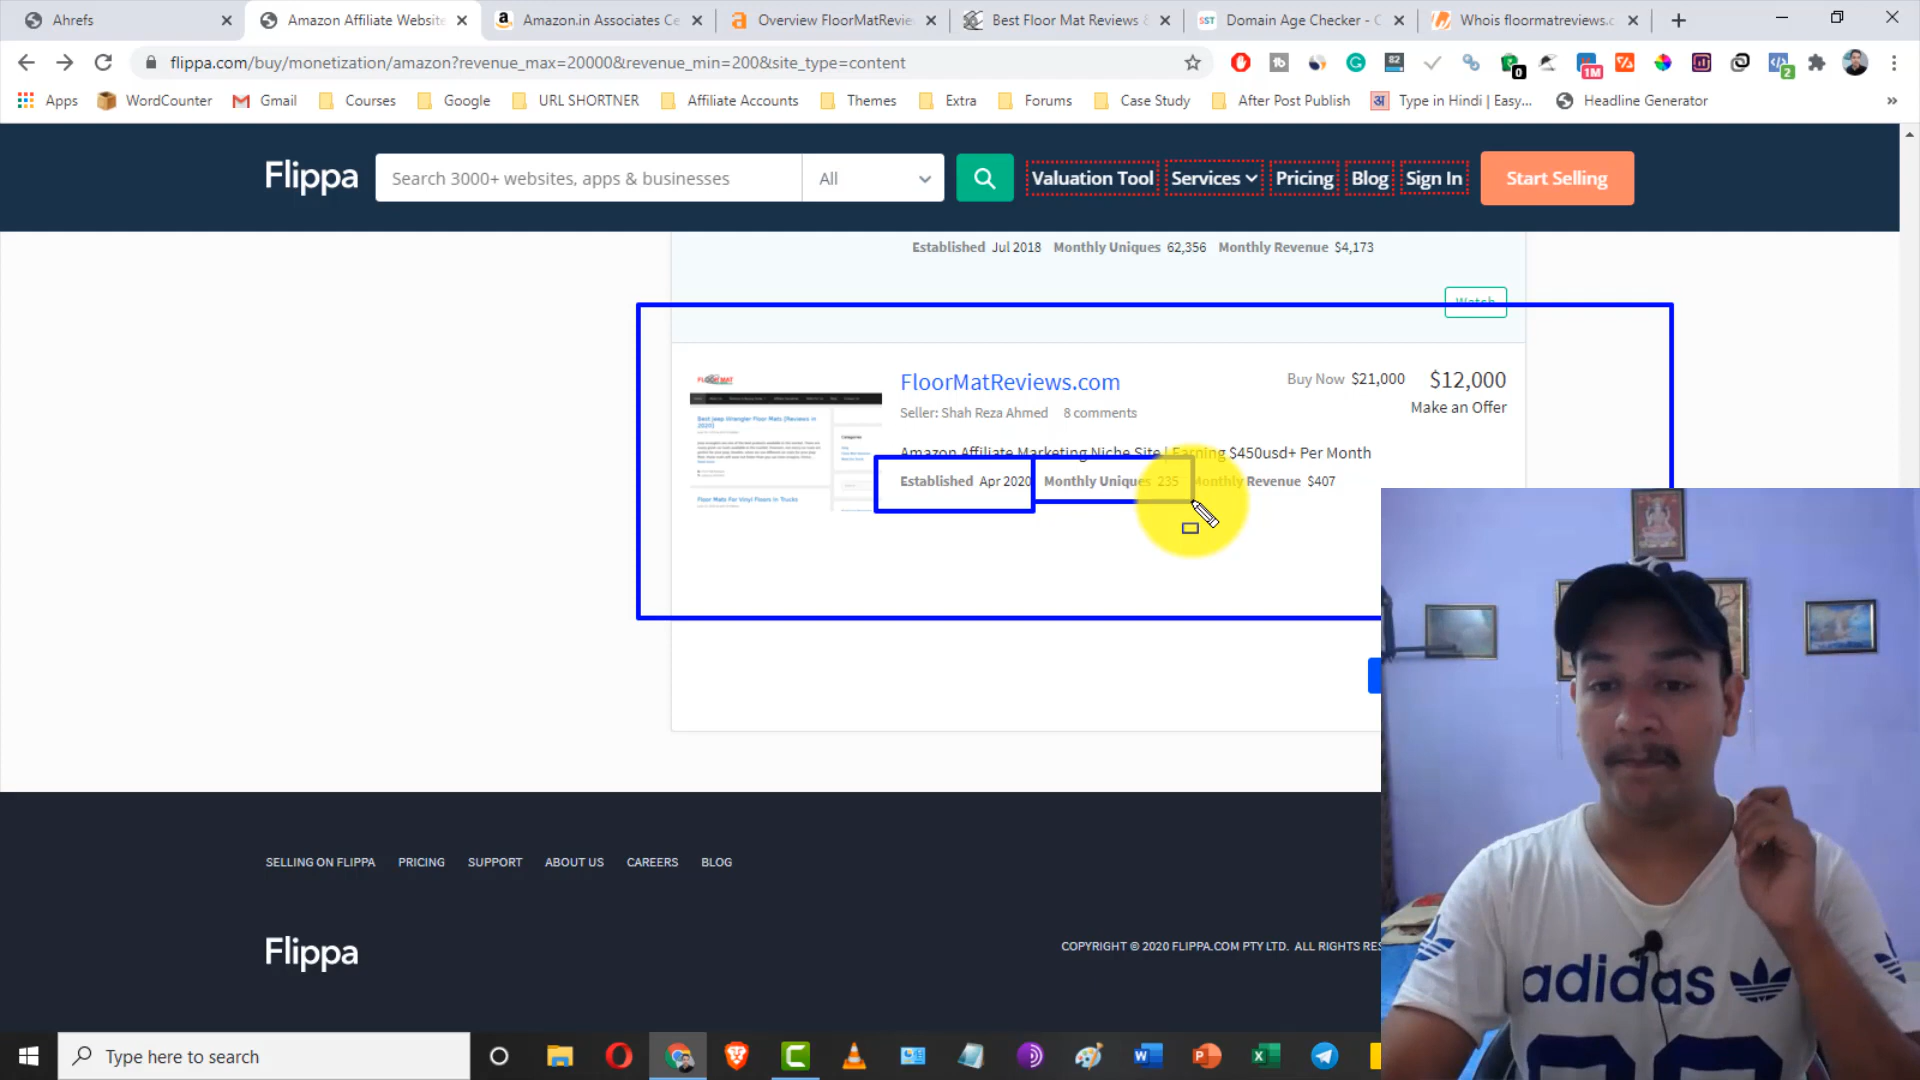 Ahrefs
Amazon Affiliate Website
Amazon.in Associates Ce
Overview FloorMatRevie
Best Floor Mat Reviews &
Domain Age Checker - C
Whois floormatreviews.c
flippa.com/buy/monetization/amazon?revenue_max=20000&revenue_min=200&site_type=content
Apps
WordCounter
Gmail
Courses
Google
URL SHORTNER
Affiliate Accounts
Themes
Extra
Forums
Case Study
After Post Publish
Type in Hindi | Easy...
Headline Generator
Flippa
Search 3000+ websites, apps & businesses
All
Valuation Tool
Services
Pricing
Blog
Sign In
Start Selling
Established Jul 2018 Monthly Uniques 62,356 Monthly Revenue $4,173
Watch
FloorMatReviews.com
Buy Now $21,000 $12,000
Seller: Shah Reza Ahmed 8 comments
Make an Offer
Amazon Affiliate Marketing Niche Site | Earning $450usd+ Per Month
Established Apr 2020 Monthly Uniques 235 Monthly Revenue $407
SELLING ON FLIPPA PRICING SUPPORT ABOUT US CAREERS BLOG
Flippa
COPYRIGHT © 2020 FLIPPA.COM PTY LTD. ALL RIGHTS RES
adidas
Type here to search